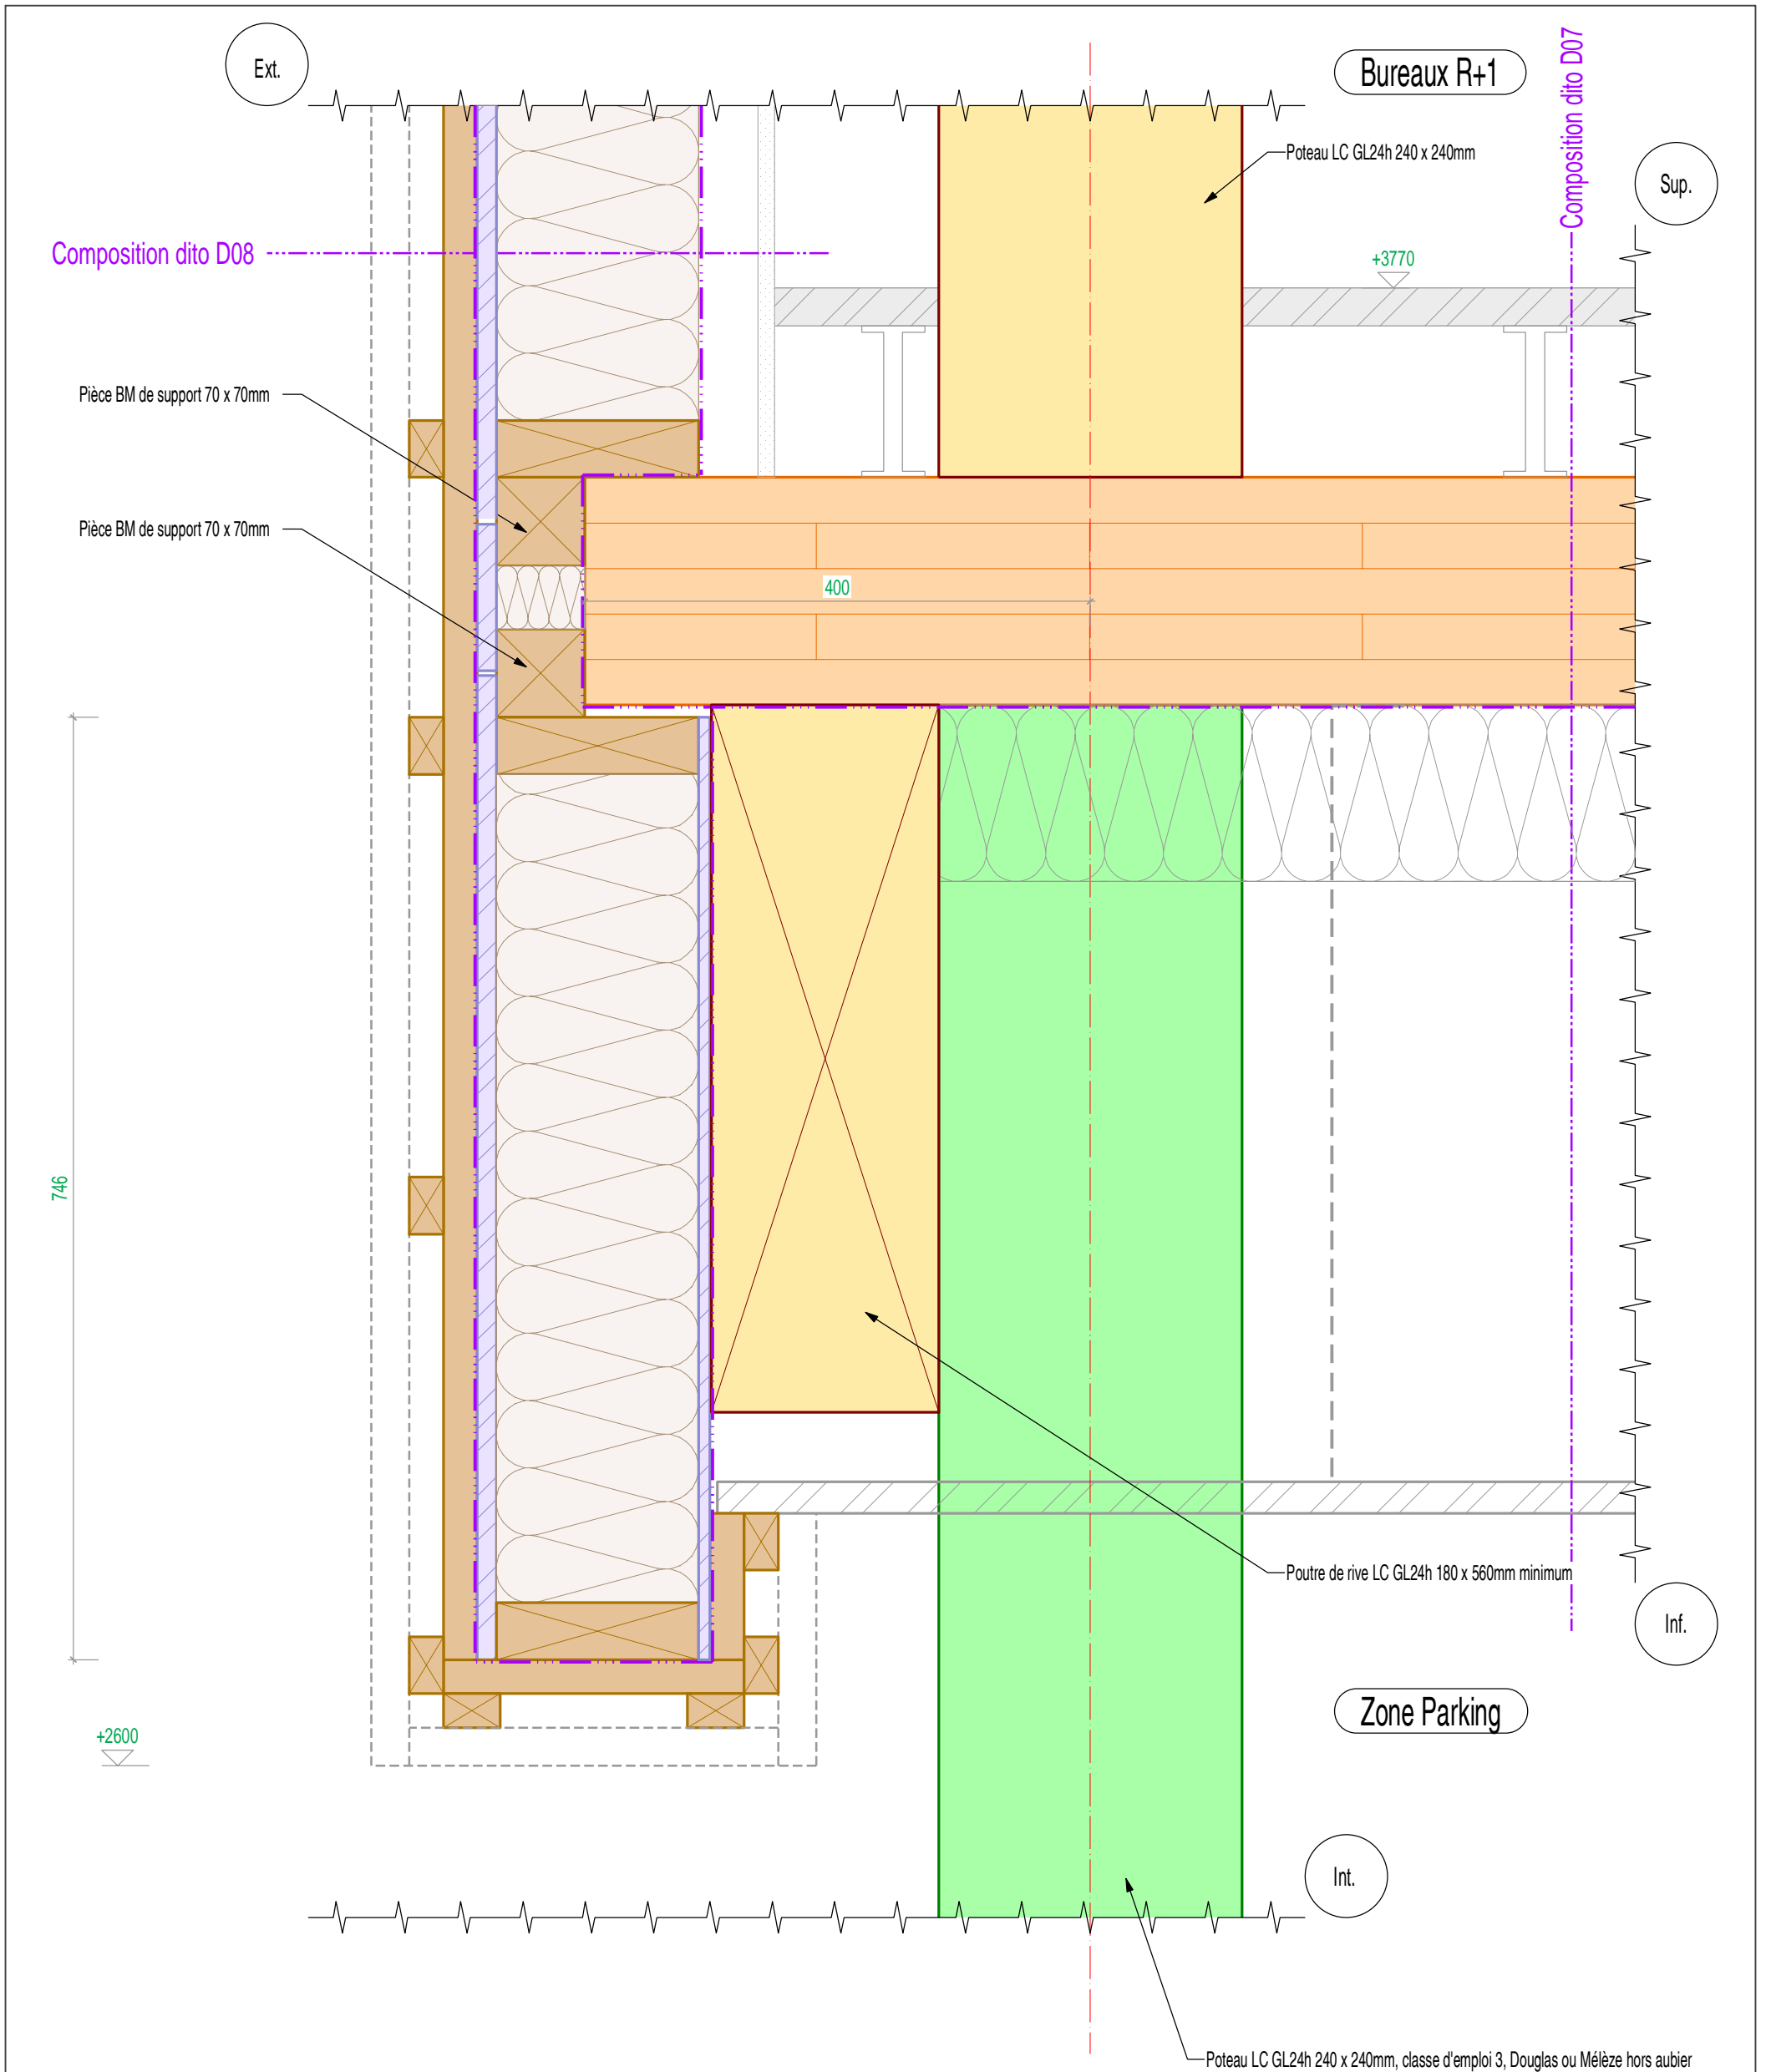 Ext.
Bureaux R+1
Composition dito D07
Poteau LC GL24h 240 x 240mm
Sup.
Composition dito D08
+3770
Pièce BM de support 70 x 70mm
Pièce BM de support 70 x 70mm
400
746
Poutre de rive LC GL24h 180 x 560mm minimum
Inf.
Zone Parking
+2600
Int.
Poteau LC GL24h 240 x 240mm, classe d'emploi 3, Douglas ou Mélèze hors aubier